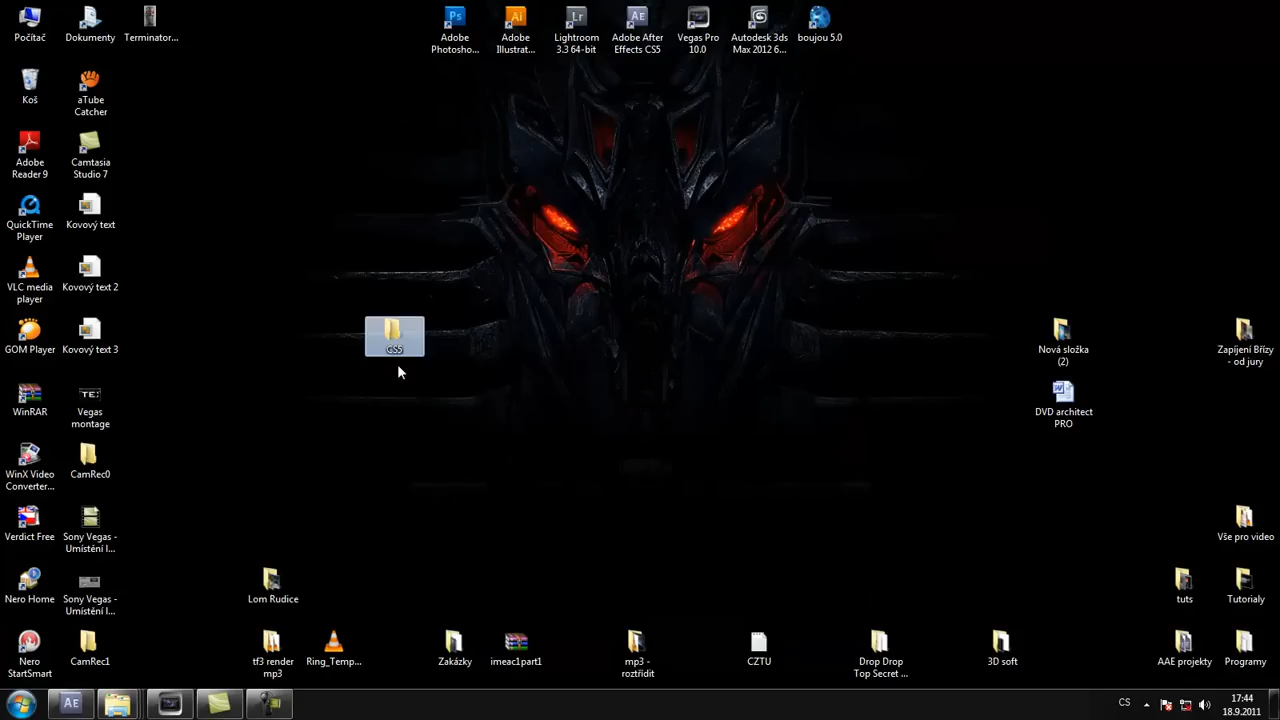 Počítač
Dokumenty
Terminator...
Adobe
Photosho...
Adobe
Illustrat...
Lightroom
3.3 64-bit
Adobe After
Effects CS5
Vegas Pro
10.0
Autodesk 3ds
Max 2012 6...
boujou 5.0
Koš
aTube
Catcher
Adobe
Reader 9
Camtasia
Studio 7
QuickTime
Player
Kovový text
VLC media
player
Kovový text 2
GOM Player
Kovový text 3
CS5
Nová složka
(2)
Zapíjení Břízy
- od jury
WinRAR
Vegas
montage
DVD architect
PRO
WinX Video
Converter...
CamRec0
Verdict Free
Sony Vegas -
Umístění l...
Vše pro video
Nero Home
Sony Vegas -
Umístění l...
Lom Rudice
tuts
Tutorialy
Nero
StartSmart
CamRec1
tf3 render
mp3
Ring_Temp...
Zakázky
imeac1part1
mp3 -
roztřídit
CZTU
Drop Drop
Top Secret ...
3D soft
AAE projekty
Programy
CS
17:44
18.9.2011